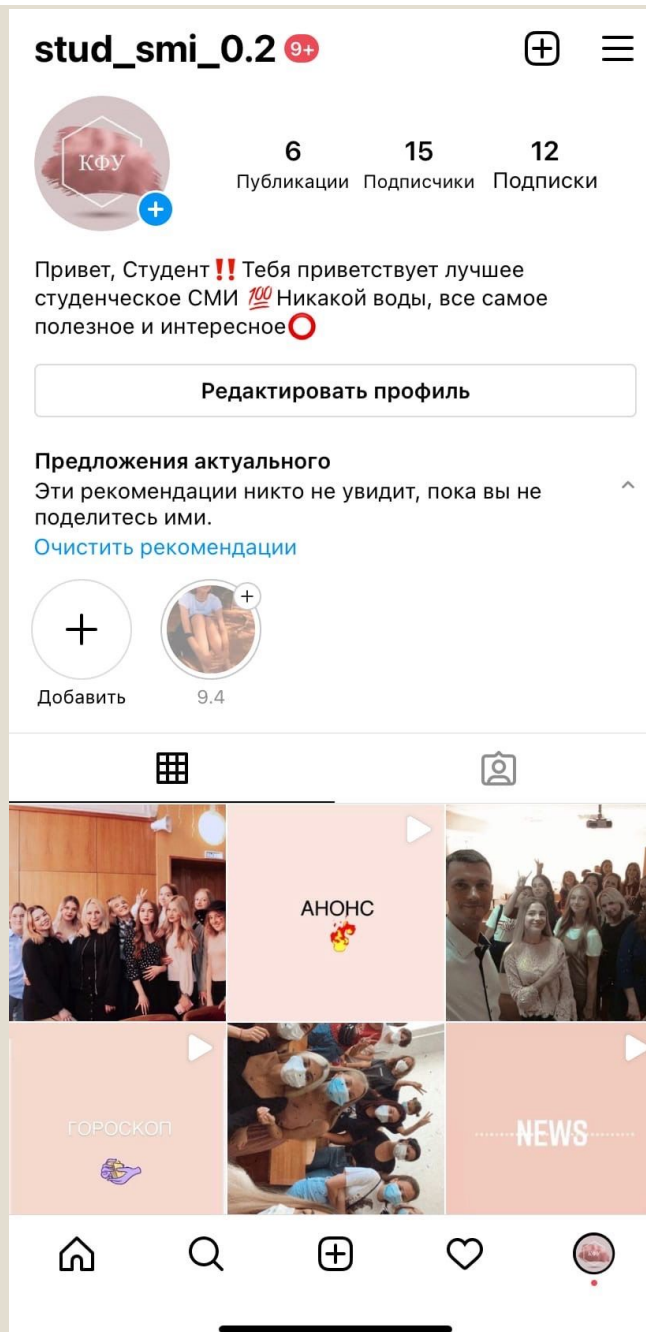 stud_smi_0.2 9+
КФУ
6 15 12
Публикации Подписчики Подписки
Привет, Студент‼️ Тебя приветствует лучшее
студенческое СМИ 💯 Никакой воды, все самое
полезное и интересное⭕
Редактировать профиль
Предложения актуального
Эти рекомендации никто не увидит, пока вы не
поделитесь ими.
Очистить рекомендации
Добавить 9.4
АНОНС
ГОРОСКОП
NEWS